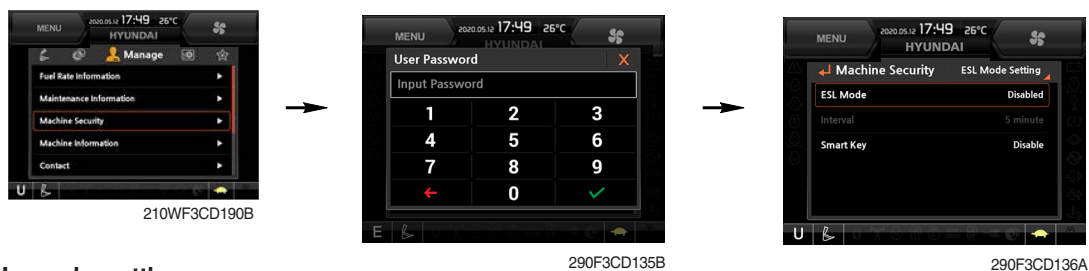 MENU
2020.05.12 17:49 26°C
HYUNDAI
Manage
Fuel Rate Information
Maintenance Information
Machine Security
Machine Information
Contact
U
210WF3CD190B
MENU
2020.05.12 17:49 26°C
HYUNDAI
User Password X
Input Password
1 2 3
4 5 6
7 8 9
0
E
290F3CD135B
MENU
2020.05.12 17:49 26°C
HYUNDAI
Machine Security ESL Mode Setting
ESL Mode Disabled
Interval 5 minute
Smart Key Disable
U
290F3CD136A